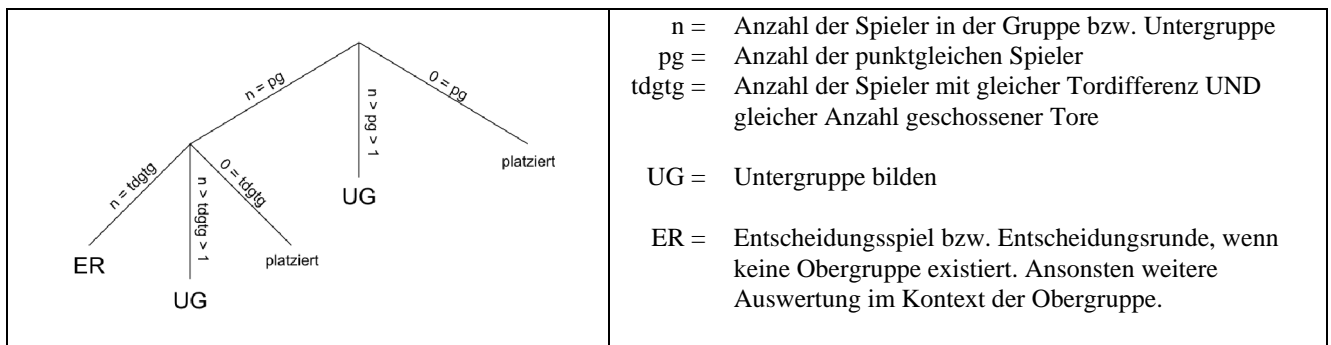 n = pg
n > pg > 1
0 = pg
platziert
UG
n = tdgtg
n > tdgtg > 1
0 = tdgtg
ER
platziert
UG
n = Anzahl der Spieler in der Gruppe bzw. Untergruppe
pg = Anzahl der punktgleichen Spieler
tdgtg = Anzahl der Spieler mit gleicher Tordifferenz UND
gleicher Anzahl geschossener Tore
UG = Untergruppe bilden
ER = Entscheidungsspiel bzw. Entscheidungsrunde, wenn
keine Obergruppe existiert. Ansonsten weitere
Auswertung im Kontext der Obergruppe.